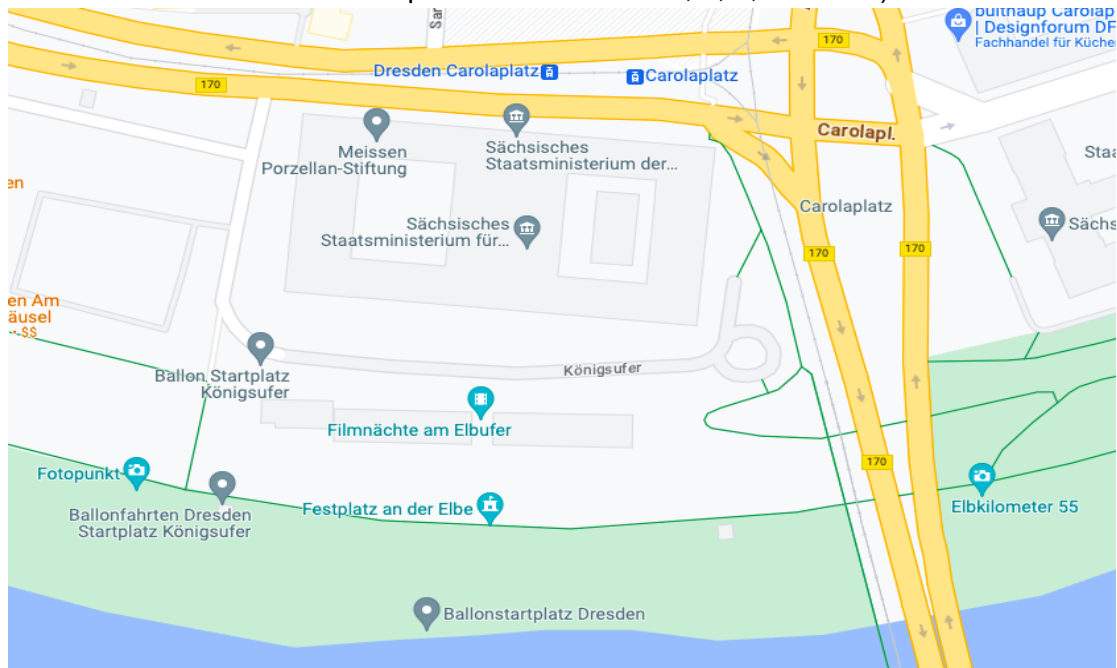 bulthaup Carolap
| Designforum DF
Fachhandel für Küche
170
Dresden Carolaplatz
Carolaplatz
170
Carolapl.
Meissen
Porzellan-Stiftung
Sächsisches
Staatsministerium der...
Staa
en
Sächsisches
Staatsministerium für...
Carolaplatz
Sächs
170
170
en Am
äusel
- $$
Königsufer
Ballon Startplatz
Königsufer
Filmnächte am Elbufer
170
Fotopunkt
Festplatz an der Elbe
Elbkilometer 55
Ballonfahrten Dresden
Startplatz Königsufer
Ballonstartplatz Dresden